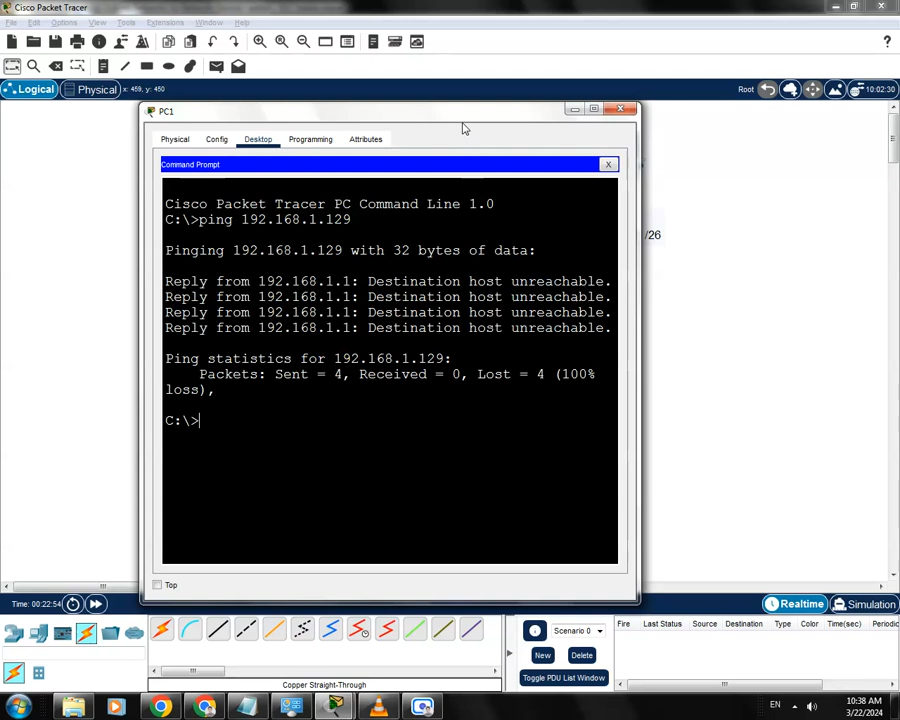 Cisco Packet Tracer
File Edit Options View Tools Extensions Window Help
Logical Physical x: 459, y: 450 Root 10:02:30
PC1
Physical Config Desktop Programming Attributes
Command Prompt X
Cisco Packet Tracer PC Command Line 1.0
C:\>ping 192.168.1.129
/26
Pinging 192.168.1.129 with 32 bytes of data:
Reply from 192.168.1.1: Destination host unreachable.
Reply from 192.168.1.1: Destination host unreachable.
Reply from 192.168.1.1: Destination host unreachable.
Reply from 192.168.1.1: Destination host unreachable.
Ping statistics for 192.168.1.129:
Packets: Sent = 4, Received = 0, Lost = 4 (100%
loss),
C:\>
Top
Time: 00:22:54 Realtime Simulation
Scenario 0 Fire Last Status Source Destination Type Color Time(sec) Periodic
New Delete
Toggle PDU List Window
Copper Straight-Through
EN 10:38 AM
3/22/2024